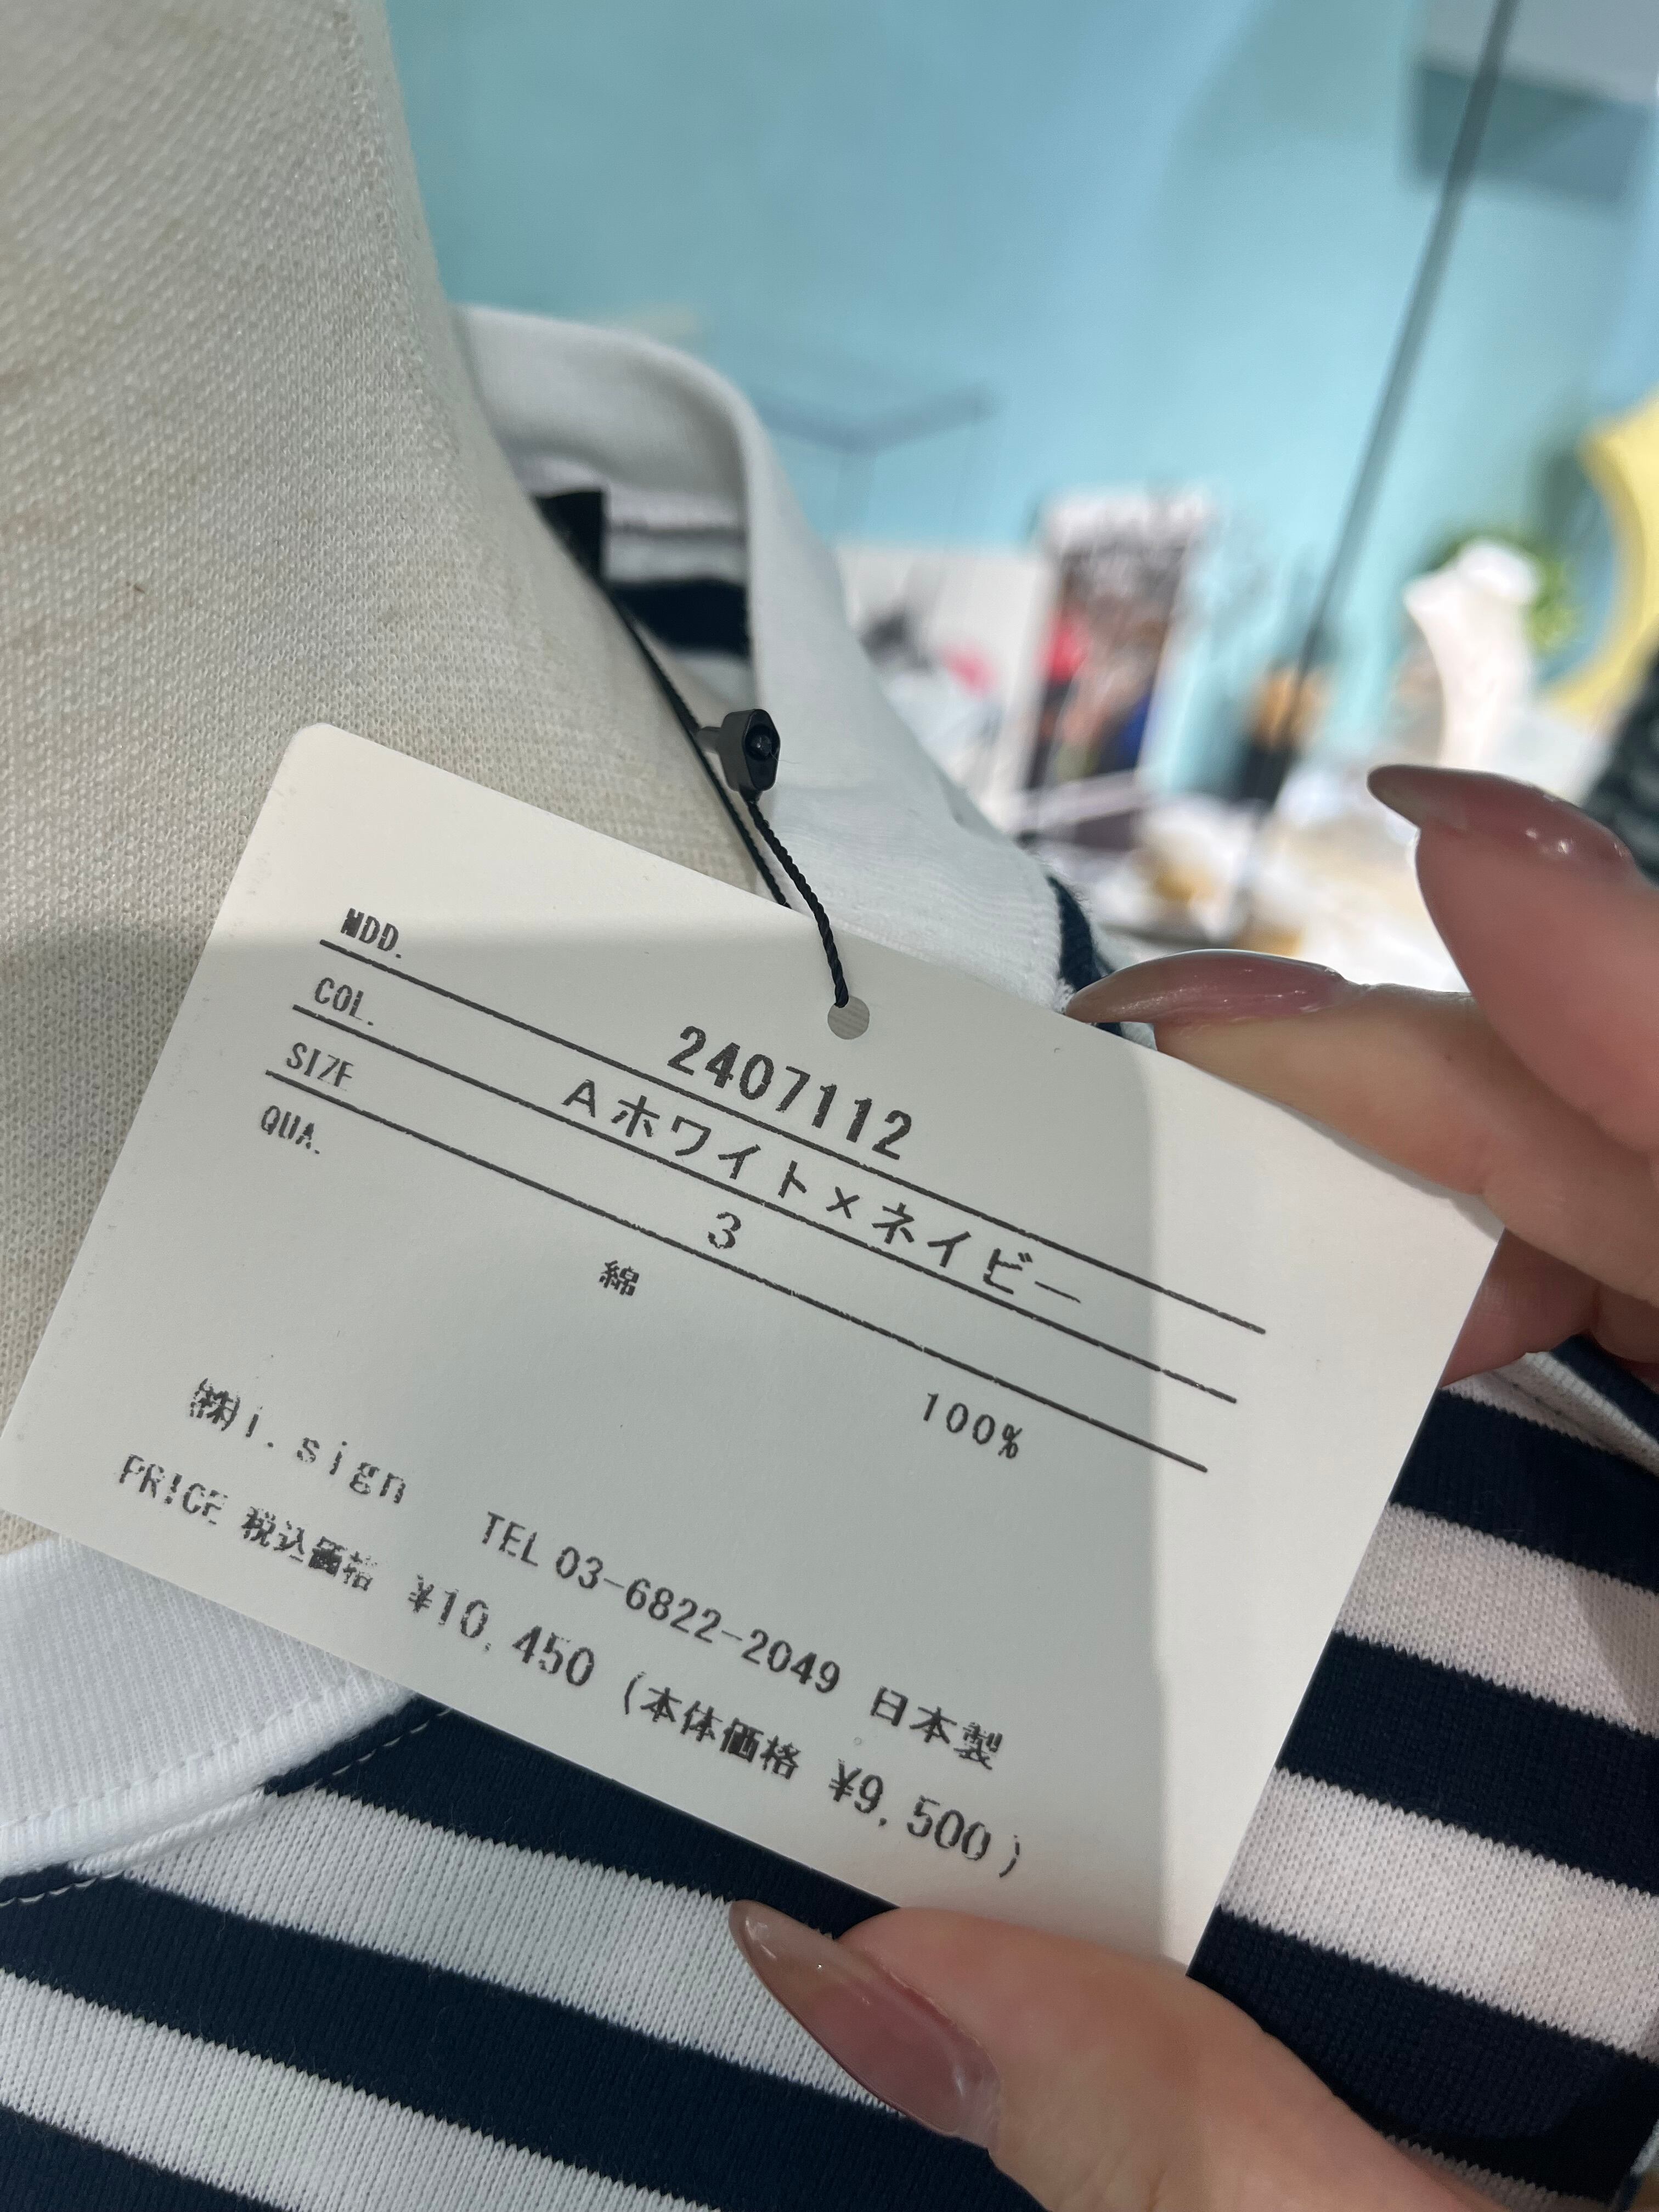 MDD. 2407112
COL. Aホワイト×ネイビー
SIZE 3
QUA. 綿 100%
㈱i.sign TEL 03-6822-2049 日本製
PRICE 税込価格 ¥10,450 (本体価格 ¥9,500)